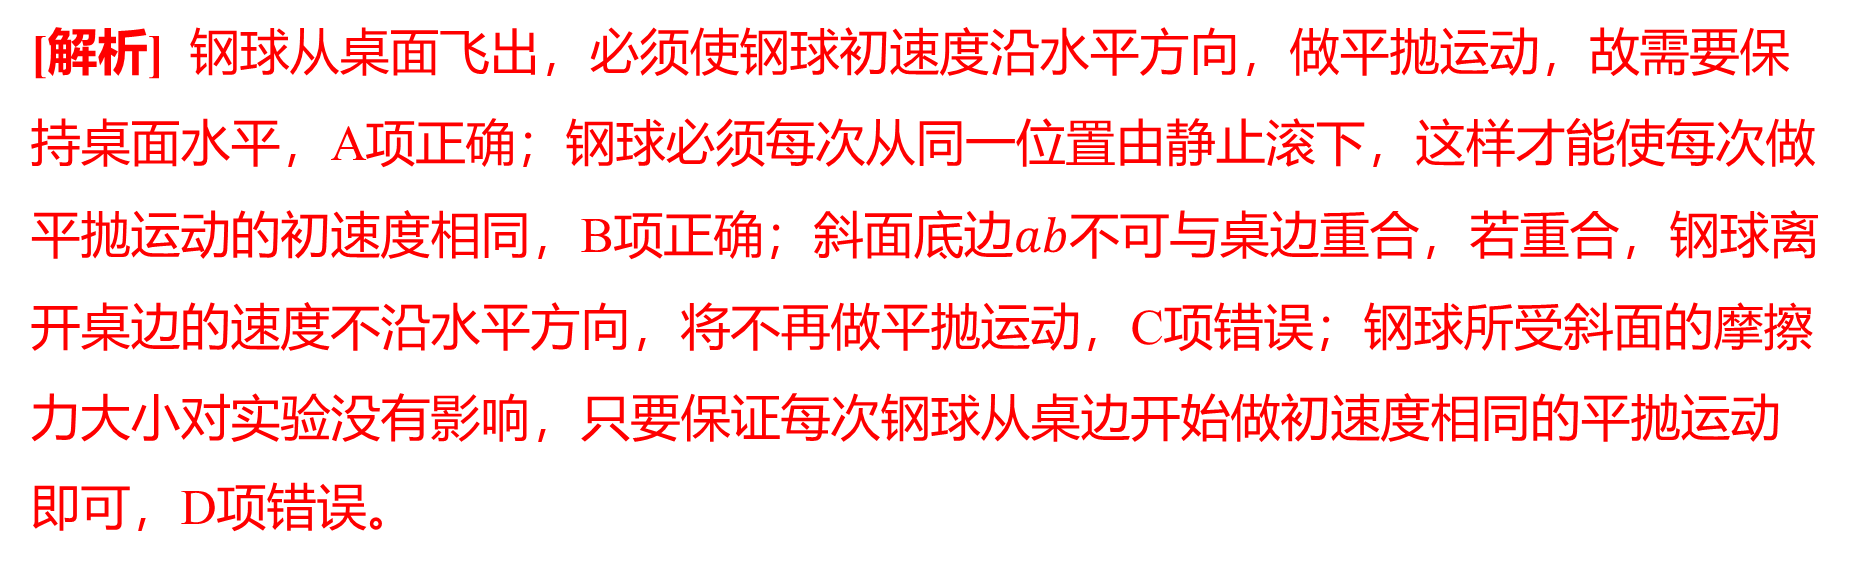 [解析] 钢球从桌面飞出，必须使钢球初速度沿水平方向，做平抛运动，故需要保
持桌面水平，A项正确；钢球必须每次从同一位置由静止滚下，这样才能使每次做
平抛运动的初速度相同，B项正确；斜面底边ab不可与桌边重合，若重合，钢球离
开桌边的速度不沿水平方向，将不再做平抛运动，C项错误；钢球所受斜面的摩擦
力大小对实验没有影响，只要保证每次钢球从桌边开始做初速度相同的平抛运动
即可，D项错误。